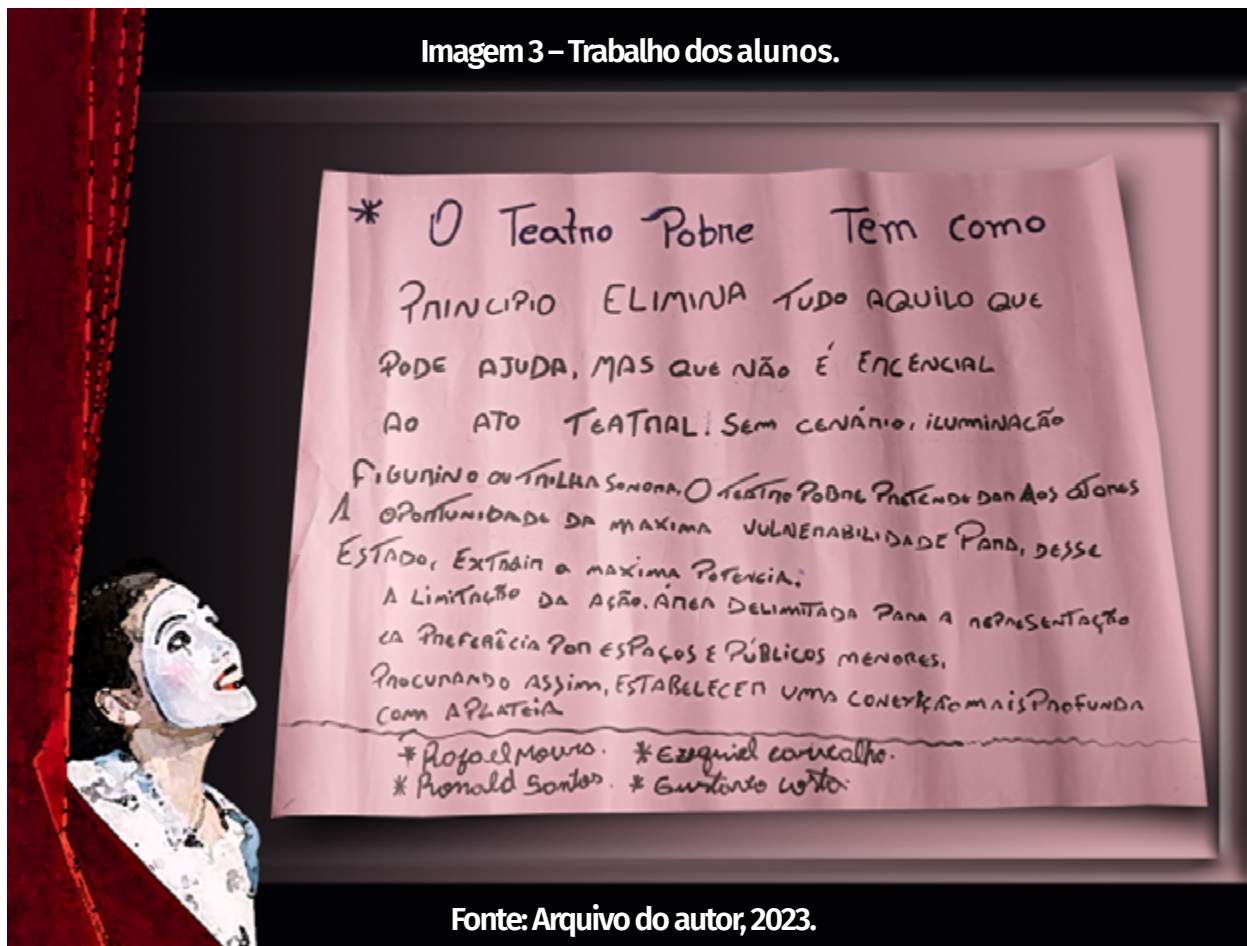 Imagem 3 – Trabalho dos alunos.
* O Teatro Pobre Tem como
PRINCIPIO ELIMINA TUDO AQUILO QUE
PODE AJUDA, MAS QUE NÃO É ENCENCIAL
AO ATO TEATRAL. SEM CENÁRIO, ILUMINAÇÃO
FIGURINO OU TRILHA SONORA. O TEATRO POBRE PRETENDE DAR AOS ATORES
A OPORTUNIDADE DA MAXIMA VULNERABILIDADE PARA, DESSE
ESTADO, EXTRAIR A MAXIMA POTENCIA.
A LIMITAÇÃO DA AÇÃO. ÁREA DELIMITADA PARA A REPRESENTAÇÃO
PREFERÊCIA POR ESPAÇOS E PÚBLICOS MENORES,
PROCURANDO ASSIM, ESTABELECER UMA MAIS PROFUNDA
COM A PLATEIA
* Rafael Moura. * Ezequiel carvalho.
* Ronald Santos. * Gustavo costa.
Fonte: Arquivo do autor, 2023.